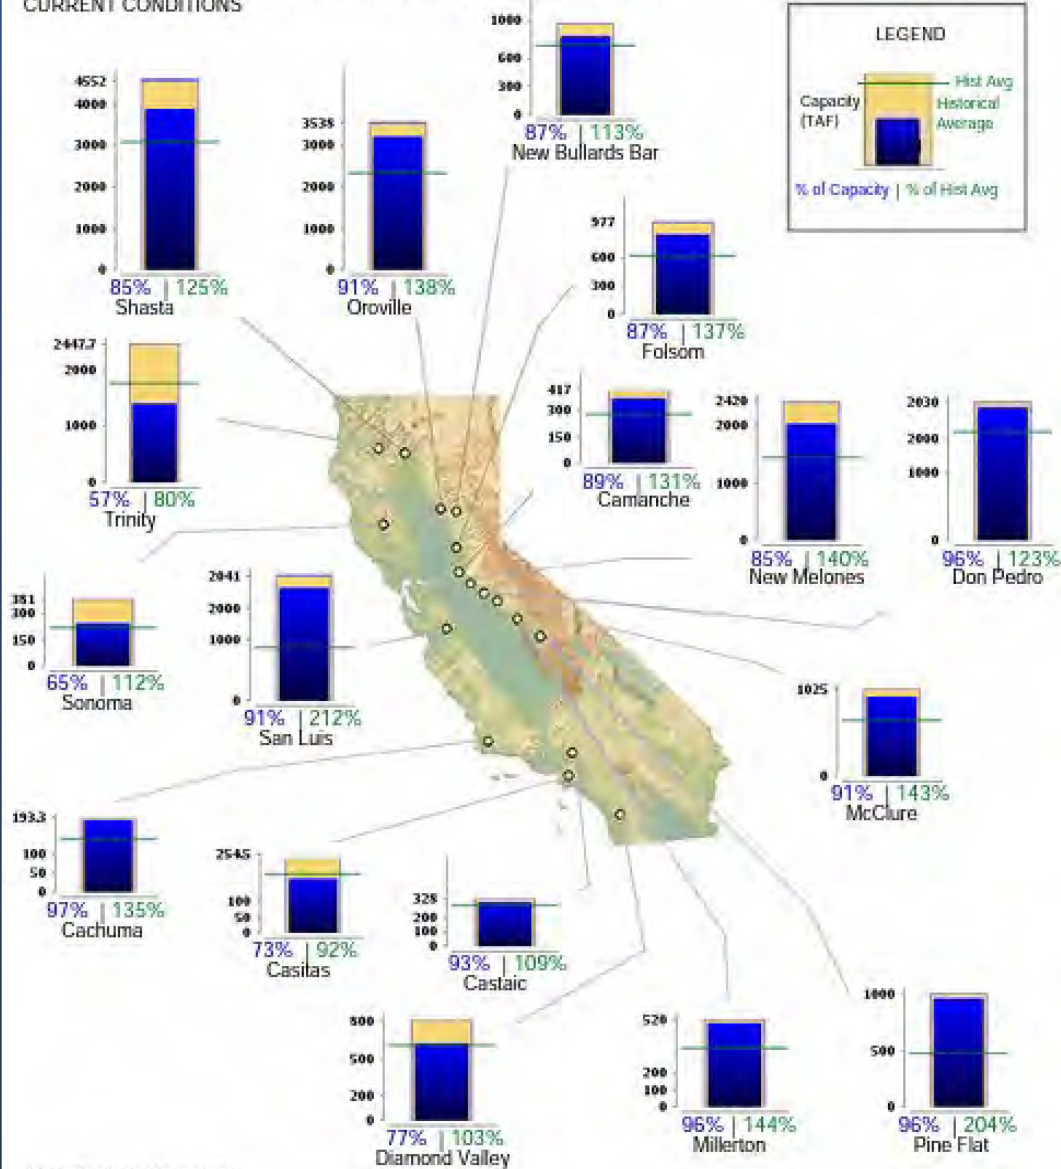 CURRENT CONDITIONS
LEGEND
Hist Avg
Capacity
(TAF)
Historical
Average
% of Capacity | % of Hist Avg
1000
600
300
0
87% | 113%
New Bullards Bar
4552
4000
3000
2000
1000
0
85% | 125%
Shasta
3538
3000
2000
1000
0
91% | 138%
Oroville
977
600
300
0
87% | 137%
Folsom
2447.7
2000
1000
0
57% | 80%
Trinity
417
300
150
0
89% | 131%
Camanche
2420
2000
1000
0
85% | 140%
New Melones
2030
2000
1000
0
96% | 123%
Don Pedro
381
300
150
0
65% | 112%
Sonoma
2041
2000
1000
0
91% | 212%
San Luis
1025
0
91% | 143%
McClure
193.3
100
50
0
97% | 135%
Cachuma
254.5
100
50
0
73% | 92%
Casitas
328
200
100
0
93% | 109%
Castaic
800
500
200
0
77% | 103%
Diamond Valley
520
200
100
0
96% | 144%
Millerton
1000
500
0
96% | 204%
Pine Flat